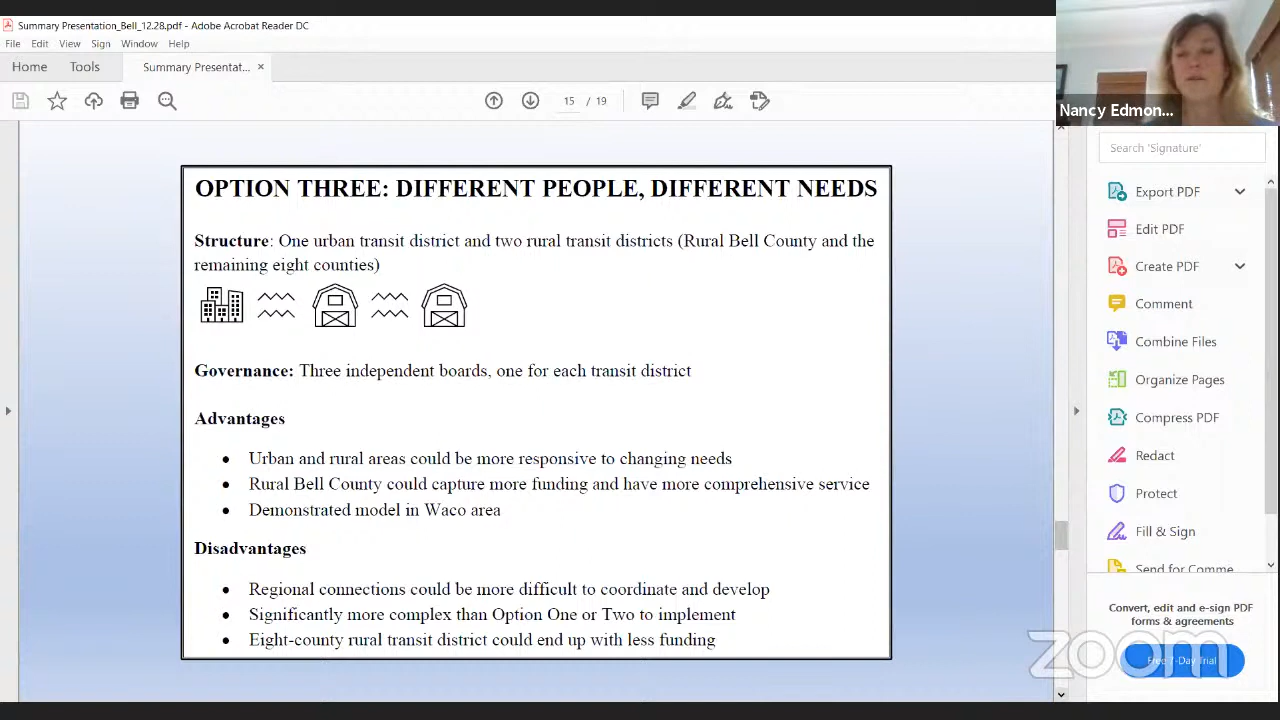 Summary Presentation_Bell_12.28.pdf - Adobe Acrobat Reader DC
File Edit View Sign Window Help
Home Tools Summary Presentat... ×
15 / 19
Nancy Edmon...
OPTION THREE: DIFFERENT PEOPLE, DIFFERENT NEEDS
Structure: One urban transit district and two rural transit districts (Rural Bell County and the
remaining eight counties)
Governance: Three independent boards, one for each transit district
Advantages
• Urban and rural areas could be more responsive to changing needs
• Rural Bell County could capture more funding and have more comprehensive service
• Demonstrated model in Waco area
Disadvantages
• Regional connections could be more difficult to coordinate and develop
• Significantly more complex than Option One or Two to implement
• Eight-county rural transit district could end up with less funding
Search 'Signature'
Export PDF
Edit PDF
Create PDF
Comment
Combine Files
Organize Pages
Compress PDF
Redact
Protect
Fill & Sign
Send for Comme
Convert, edit and e-sign PDF
forms & agreements
Free 7-Day Trial
zoom